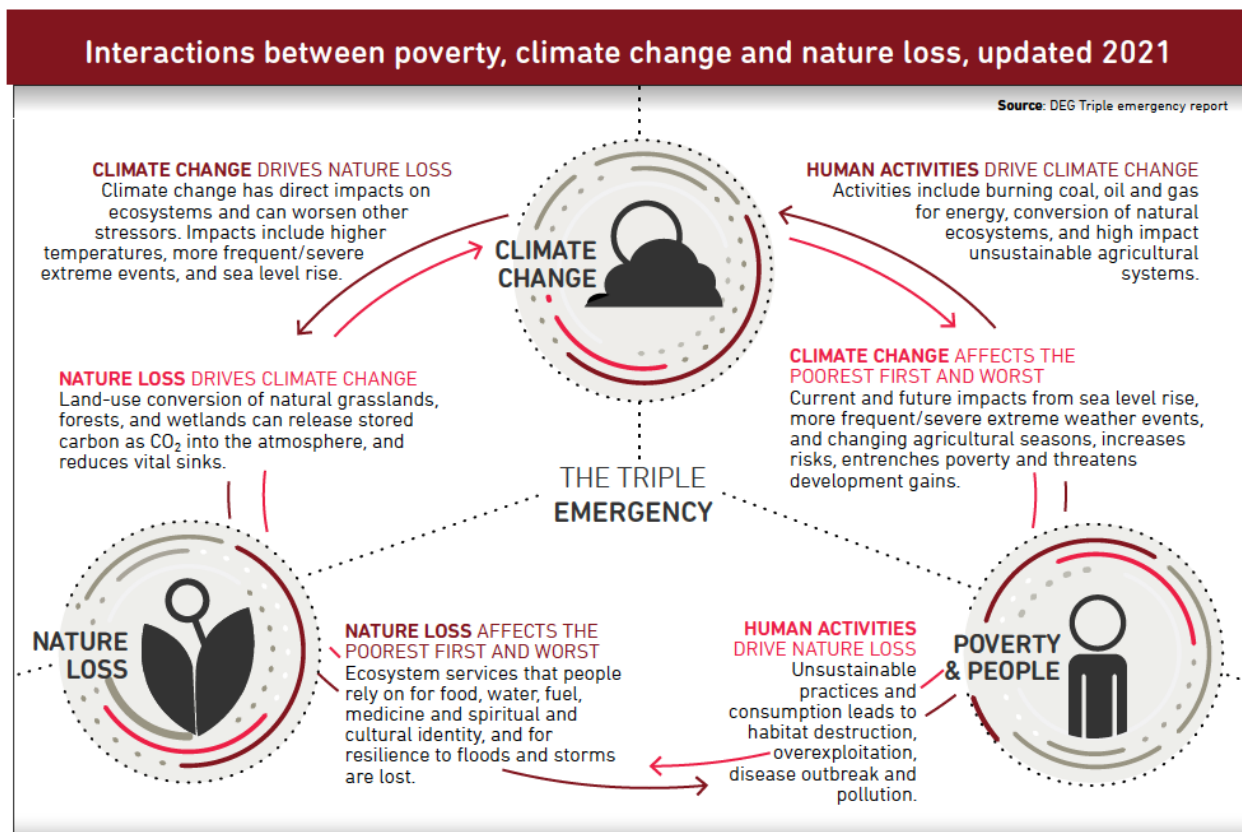 Interactions between poverty, climate change and nature loss, updated 2021
Source: DEG Triple emergency report
CLIMATE CHANGE DRIVES NATURE LOSS
Climate change has direct impacts on
ecosystems and can worsen other
stressors. Impacts include higher
temperatures, more frequent/severe
extreme events, and sea level rise.
HUMAN ACTIVITIES DRIVE CLIMATE CHANGE
Activities include burning coal, oil and gas
for energy, conversion of natural
ecosystems, and high impact
unsustainable agricultural
systems.
CLIMATE
CHANGE
NATURE LOSS DRIVES CLIMATE CHANGE
Land-use conversion of natural grasslands,
forests, and wetlands can release stored
carbon as CO₂ into the atmosphere, and
reduces vital sinks.
CLIMATE CHANGE AFFECTS THE
POOREST FIRST AND WORST
Current and future impacts from sea level rise,
more frequent/severe extreme weather events,
and changing agricultural seasons, increases
risks, entrenches poverty and threatens
development gains.
THE TRIPLE
EMERGENCY
NATURE
LOSS
NATURE LOSS AFFECTS THE
POOREST FIRST AND WORST
Ecosystem services that people
rely on for food, water, fuel,
medicine and spiritual and
cultural identity, and for
resilience to floods and storms
are lost.
HUMAN ACTIVITIES
DRIVE NATURE LOSS
Unsustainable
practices and
consumption leads to
habitat destruction,
overexploitation,
disease outbreak and
pollution.
POVERTY
& PEOPLE